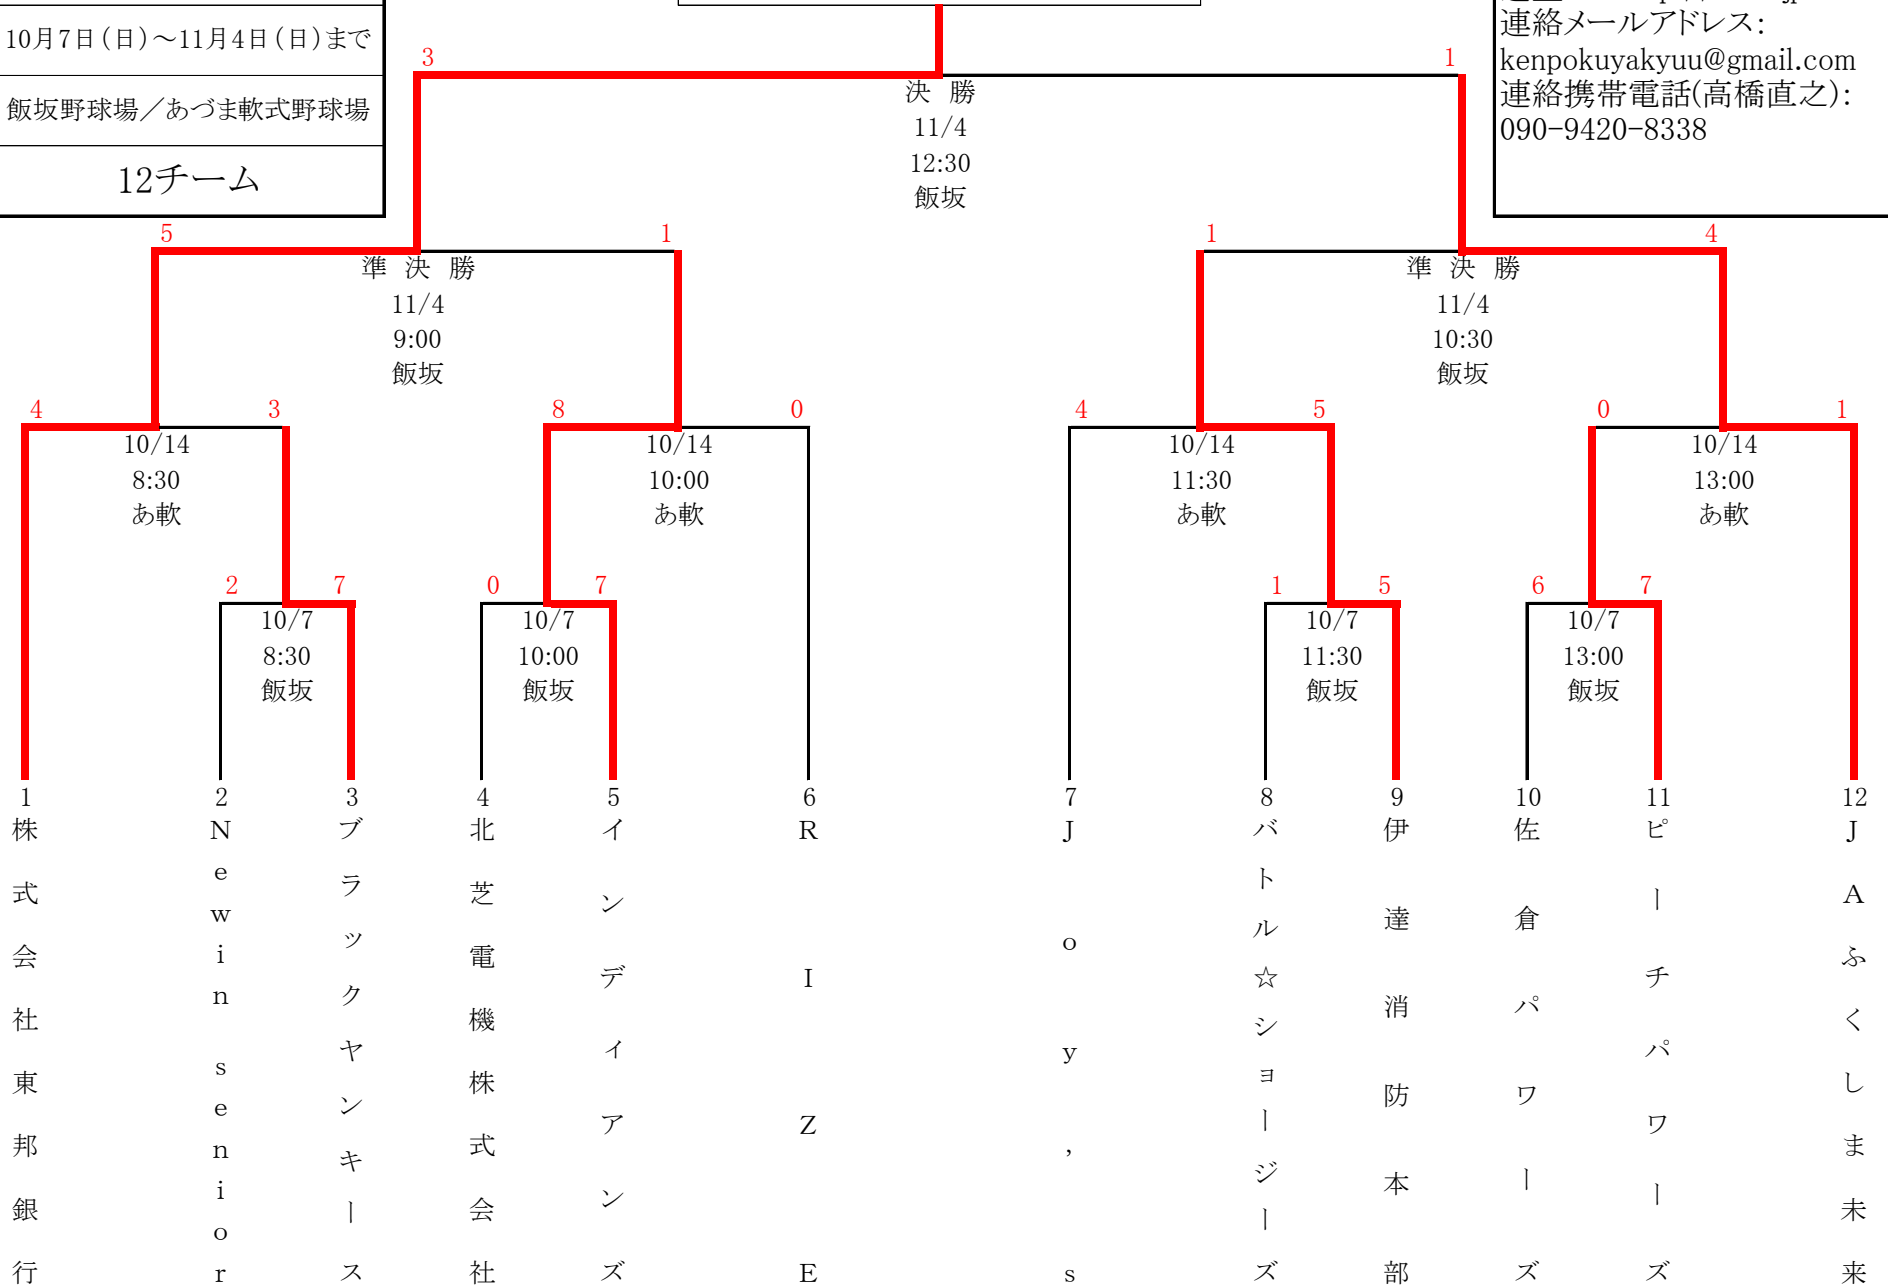 10月7日(日)～11月4日(日)まで
飯坂野球場／あづま軟式野球場
12チーム
連絡メールアドレス：
kenpokuyakyuu@gmail.com
連絡携帯電話(高橋直之)：
090-9420-8338
3
1
決 勝
11/4
12:30
飯坂
5
1
準 決 勝
11/4
9:00
飯坂
1
4
準 決 勝
11/4
10:30
飯坂
4
3
10/14
8:30
あ軟
8
0
10/14
10:00
あ軟
4
5
10/14
11:30
あ軟
0
1
10/14
13:00
あ軟
2
7
10/7
8:30
飯坂
0
7
10/7
10:00
飯坂
1
5
10/7
11:30
飯坂
6
7
10/7
13:00
飯坂
1
株式会社東邦銀行
2
Newin senior
3
ブラックヤンキース
4
北芝電機株式会社
5
インディイアンズ
6
RIZE
7
Joy’s
8
バトル☆ショージーズ
9
伊達消防本部
10
佐倉パワーズ
11
ピーチパワーズ
12
JAふくしま未来